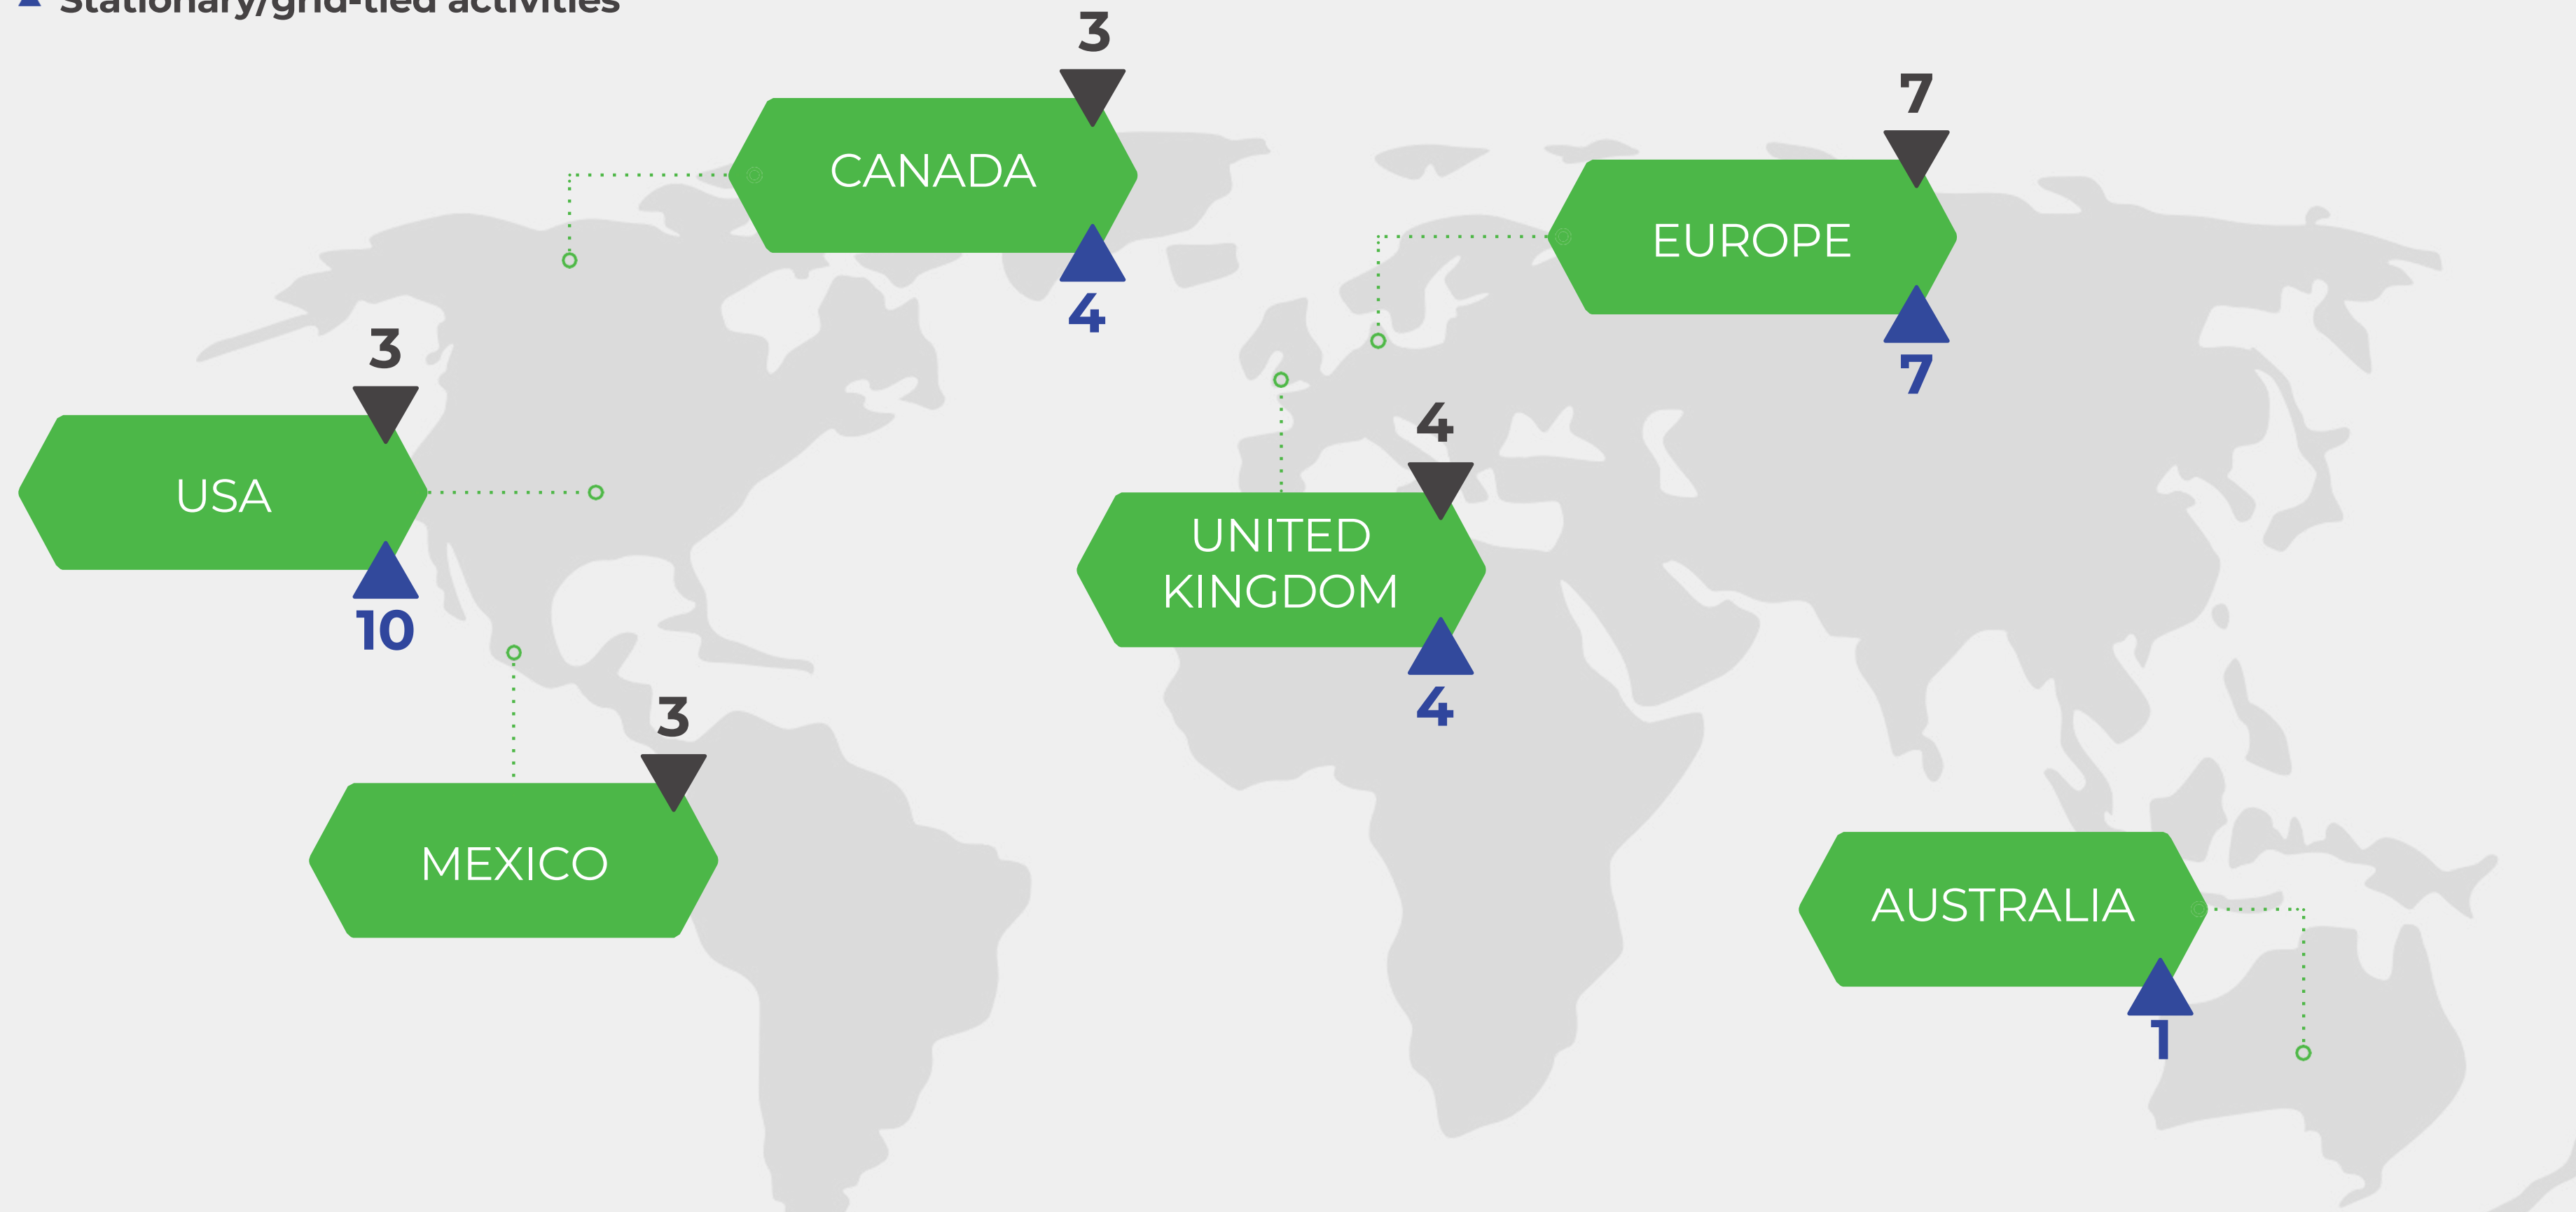 Stationary/grid-tied activities
3
CANADA
4
7
EUROPE
7
3
USA
10
4
UNITED
KINGDOM
4
3
MEXICO
AUSTRALIA
1